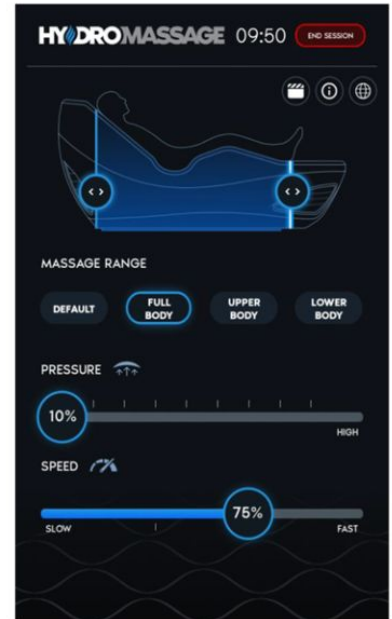 HYDROMASSAGE 09:50 END SESSION
MASSAGE RANGE
DEFAULT
FULL
BODY
UPPER
BODY
LOWER
BODY
PRESSURE
10%
HIGH
SPEED
75%
SLOW
FAST